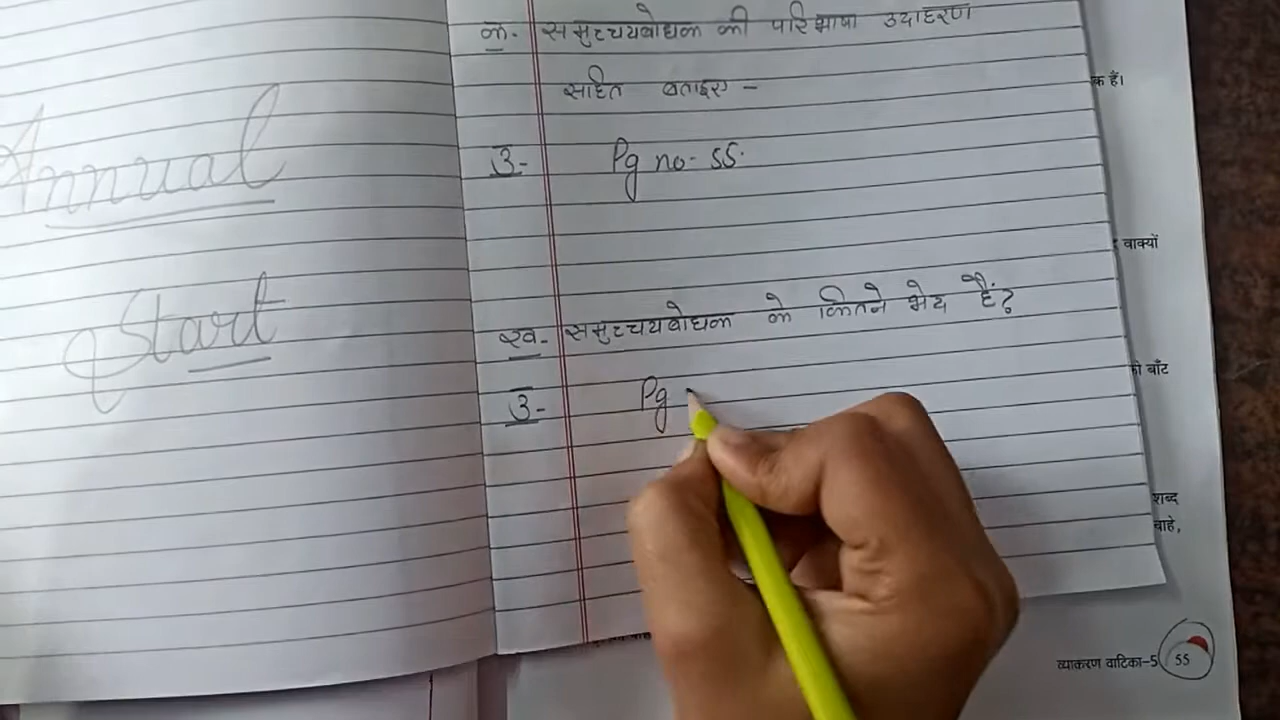 Annual
Start
क- समुच्चयबोधक की परिभाषा उदाहरण
सहित बताइए -
उ- Pg no. 55.
ख- समुच्चयबोधक के कितने भेद हैं?
उ- Pg
क हैं।
वाक्यों
को बाँट
शब्द
चाहे,
व्याकरण वाटिका-5 55